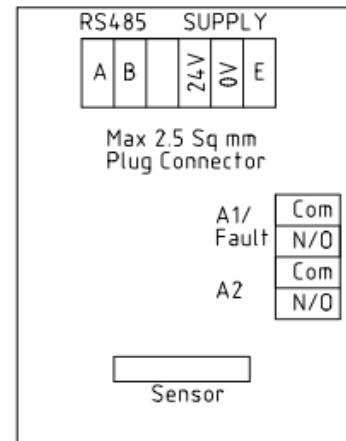 RS485 SUPPLY
A B 24V 0V E
Max 2.5 Sq mm
Plug Connector
A1/ Com
Fault N/O
A2 Com
N/O
Sensor